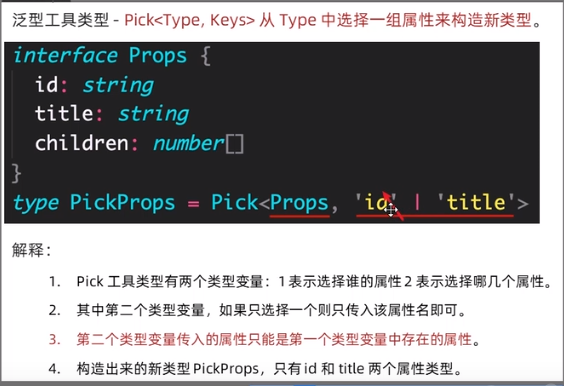 泛型工具类型 - Pick<Type, Keys> 从 Type 中选择一组属性来构造新类型。
interface Props {
  id: string
  title: string
  children: number[]
}
type PickProps = Pick<Props, 'id' | 'title'>
解释：
1. Pick 工具类型有两个类型变量：1 表示选择谁的属性 2 表示选择哪几个属性。
2. 其中第二个类型变量，如果只选择一个则只传入该属性名即可。
3. 第二个类型变量传入的属性只能是第一个类型变量中存在的属性。
4. 构造出来的新类型 PickProps，只有 id 和 title 两个属性类型。